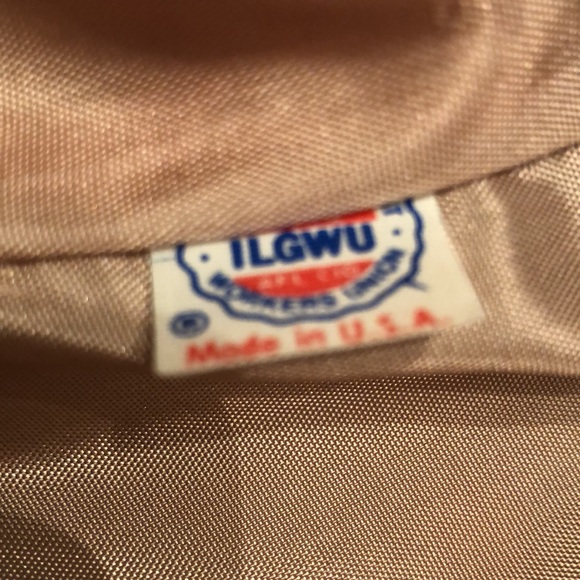 ILGWU
AFL CIO
WORKERS UNION
®
Made in U.S.A.